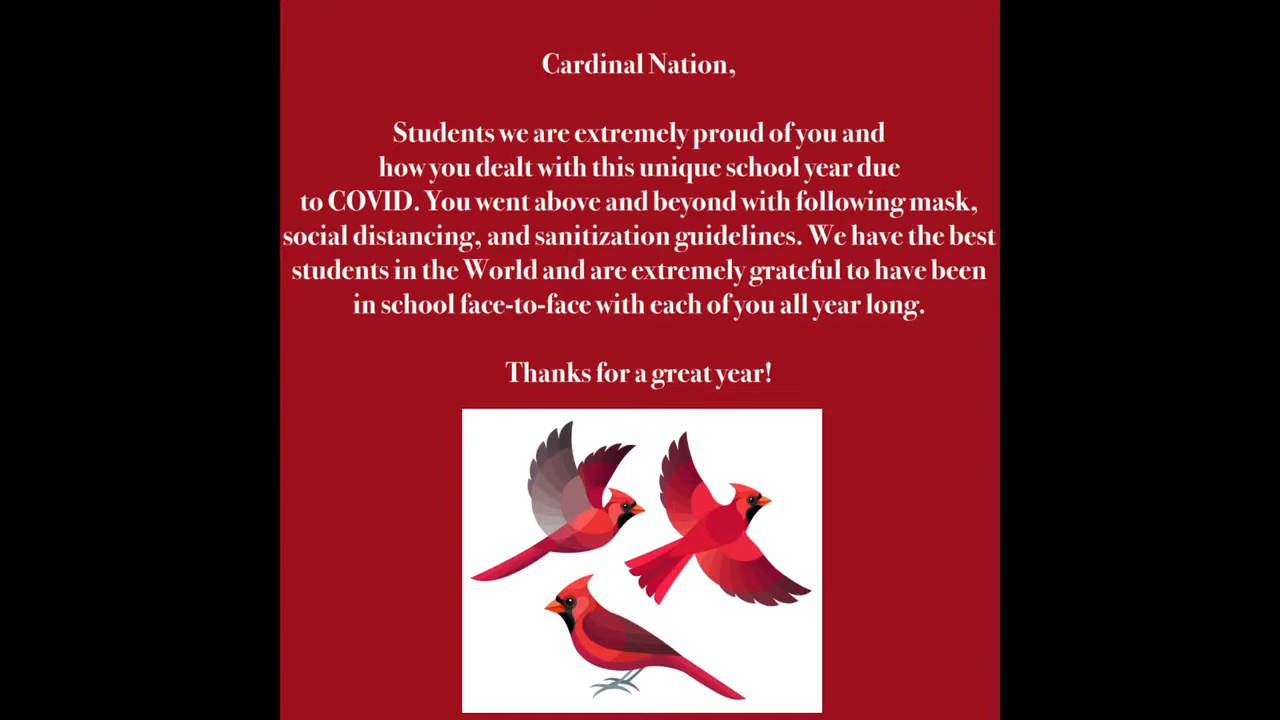 Cardinal Nation,
Students we are extremely proud of you and
how you dealt with this unique school year due
to COVID. You went above and beyond with following mask,
social distancing, and sanitization guidelines. We have the best
students in the World and are extremely grateful to have been
in school face-to-face with each of you all year long.
Thanks for a great year!